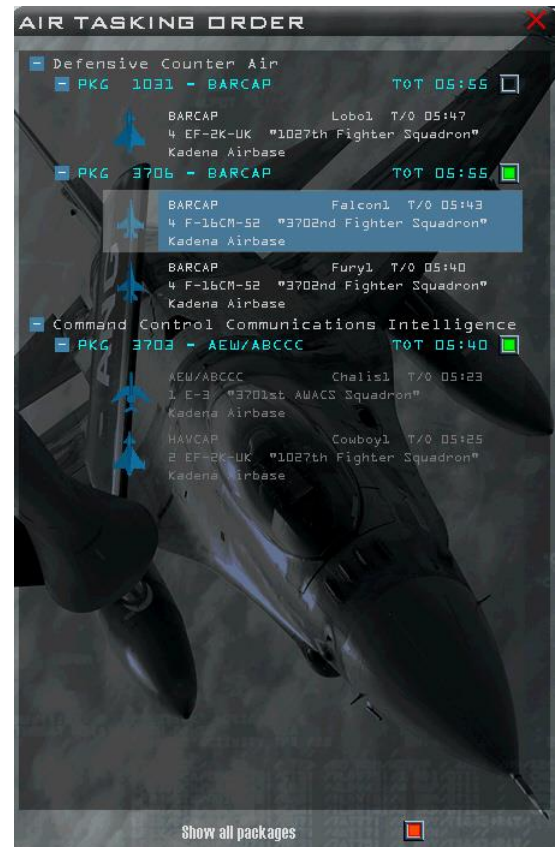 AIR TASKING ORDER
Defensive Counter Air
PKG 1031 - BARCAP TOT 05:55
BARCAP Lobo1 T/O 05:47
4 EF-2K-UK "1027th Fighter Squadron"
Kadena Airbase
PKG 3706 - BARCAP TOT 05:55
BARCAP Falcon1 T/O 05:43
4 F-16CM-52 "3702nd Fighter Squadron"
Kadena Airbase
BARCAP Fury1 T/O 05:40
4 F-16CM-52 "3702nd Fighter Squadron"
Kadena Airbase
Command Control Communications Intelligence
PKG 3703 - AEW/ABCCC TOT 05:40
AEW/ABCCC Chalis1 T/O 05:23
1 E-3 "3701st AWACS Squadron"
Kadena Airbase
HAVCAP Cowboy1 T/O 05:25
2 EF-2K-UK "1027th Fighter Squadron"
Kadena Airbase
Show all packages